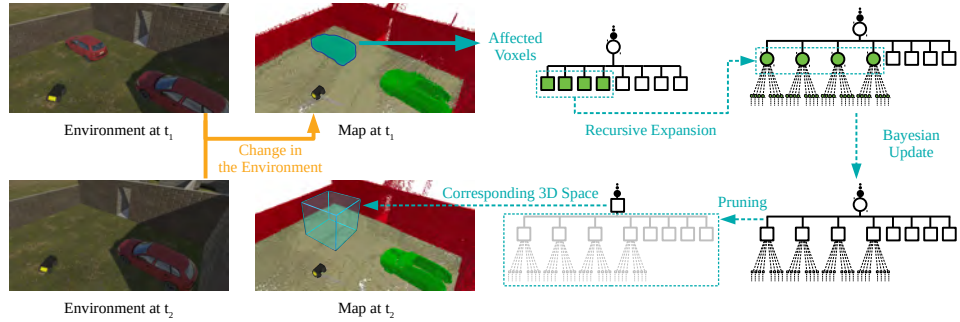 Affected
Voxels
Environment at t1
Map at t1
Recursive Expansion
Change in
the Environment
Bayesian
Update
Corresponding 3D Space
Pruning
Environment at t2
Map at t2